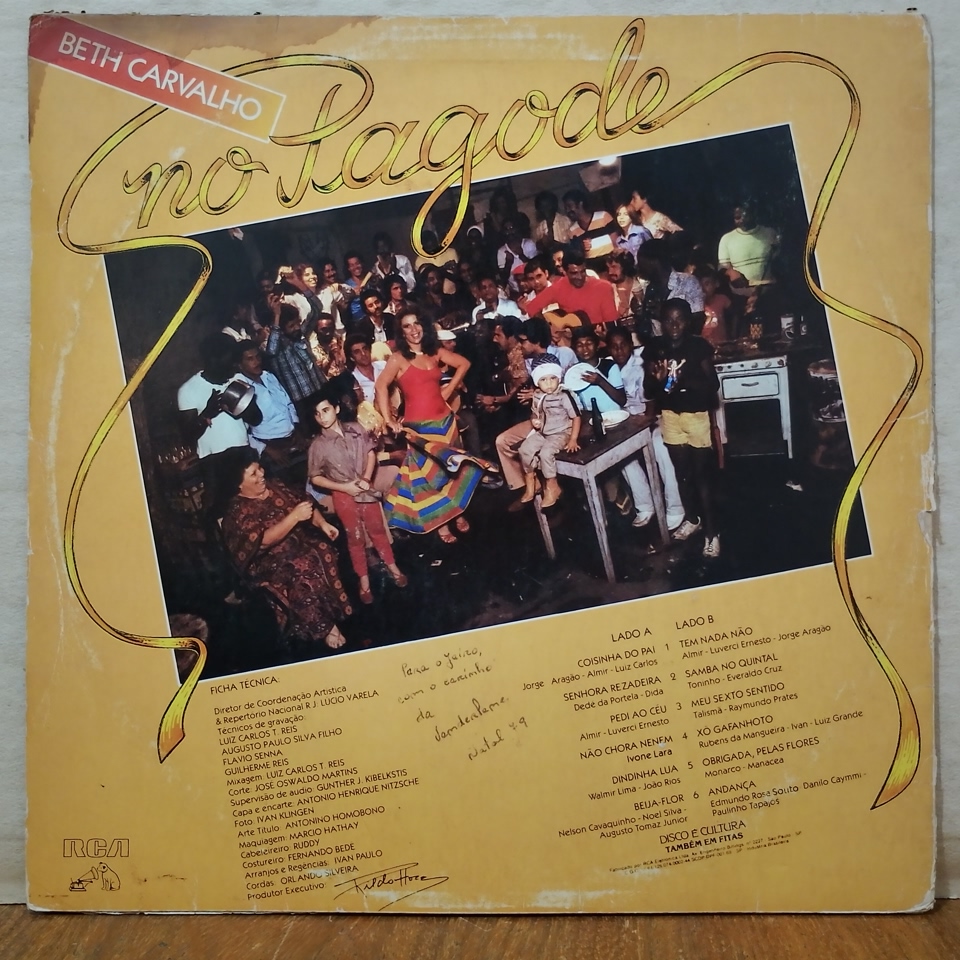 BETH CARVALHO
no Pagode
FICHA TÉCNICA:
Diretor de Coordenação Artistica
& Repertório Nacional R J: LUCIO VARELA
Técnicos de gravação:
LUIZ CARLOS T. REIS
AUGUSTO PAULO SILVA FILHO
FLAVIO SENNA
GUILHERME REIS
Mixagem: LUIZ CARLOS T. REIS
Corte: JOSÉ OSWALDO MARTINS
Supervisão de audio: GUNTHER J. KIBELKSTIS
Capa e encarte: ANTONIO HENRIQUE NITZSCHE
Foto: IVAN KLINGEN
Arte Título: ANTONINO HOMOBONO
Maquiagem: MARCIO HATHAY
Cabeleireiro: RUDDY
Costureiro: FERNANDO BEDE
Arranjos e Regências: IVAN PAULO
Cordas: ORLANDO SILVEIRA
Produtor Executivo: Rildo Hora
Para o
com o carinho
da
Natal 79
LADO A
COISINHA DO PAI 1
Jorge Aragão - Almir - Luiz Carlos
SENHORA REZADEIRA 2
Dede da Portela - Dida
PEDI AO CÉU 3
Almir - Luverci Ernesto
NÃO CHORA NENEM 4
Ivone Lara
DINDINHA LUA 5
Walmir Lima - João Rios
BEIJA-FLOR 6
Nelson Cavaquinho - Noel Silva -
Augusto Tomaz Junior
LADO B
TEM NADA NÃO
Almir - Luverci Ernesto - Jorge Aragão
SAMBA NO QUINTAL
Toninho - Everaldo Cruz
MEU SEXTO SENTIDO
Talismã - Raymundo Prates
XÔ GAFANHOTO
Rubens da Mangueira - Ivan - Luiz Grande
OBRIGADA, PELAS FLORES
Monarco - Manacea
ANDANÇA
Edmundo Rosa Souto Danilo Caymmi -
Paulinho Tapajós
DISCO É CULTURA
TAMBÉM EM FITAS
RCA